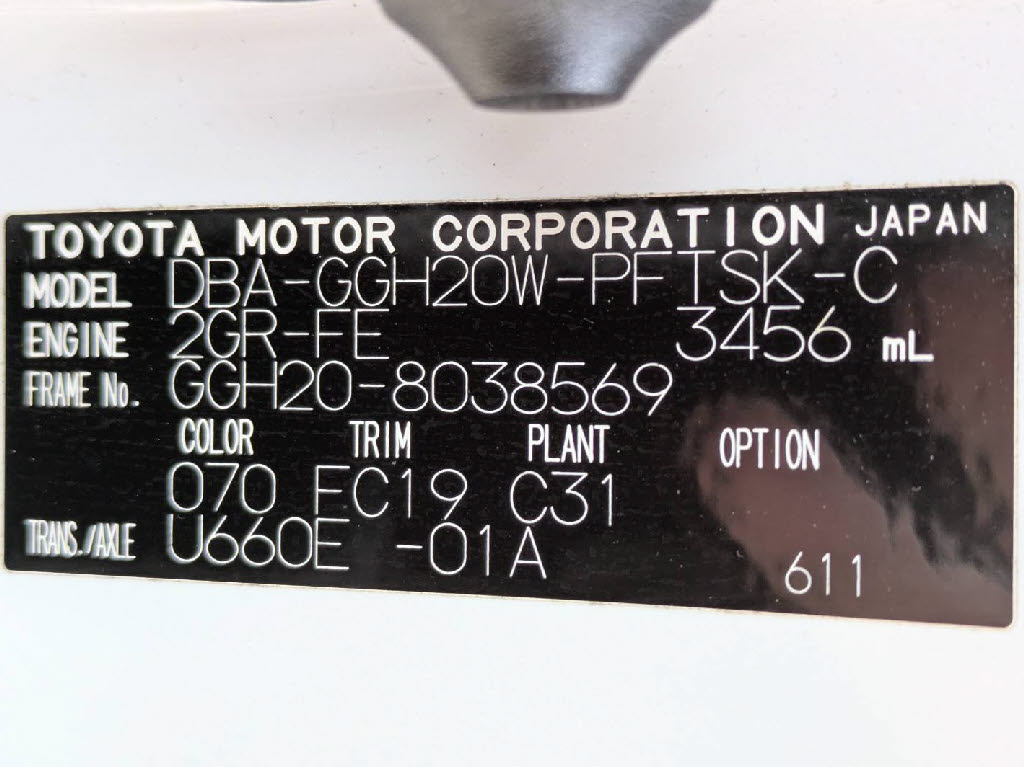 TOYOTA MOTOR CORPORATION JAPAN
MODEL DBA-GGH20W-PFTSK-C
ENGINE 2GR-FE 3456 mL
FRAME No. GGH20-8038569
COLOR TRIM PLANT OPTION
070 EC19 C31
TRANS./AXLE U660E -01A 611